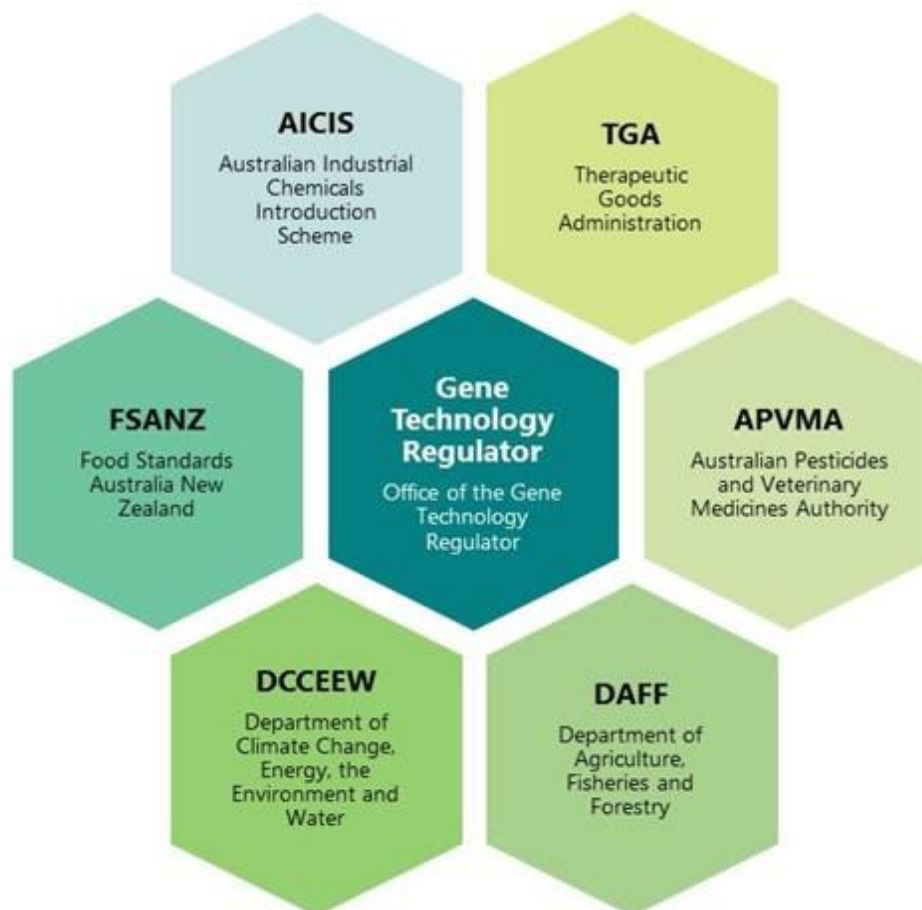 AICIS
Australian Industrial
Chemicals
Introduction
Scheme
TGA
Therapeutic
Goods
Administration
FSANZ
Food Standards
Australia New
Zealand
Gene
Technology
Regulator
Office of the Gene
Technology
Regulator
APVMA
Australian Pesticides
and Veterinary
Medicines Authority
DCCEEW
Department of
Climate Change,
Energy, the
Environment and
Water
DAFF
Department of
Agriculture,
Fisheries and
Forestry